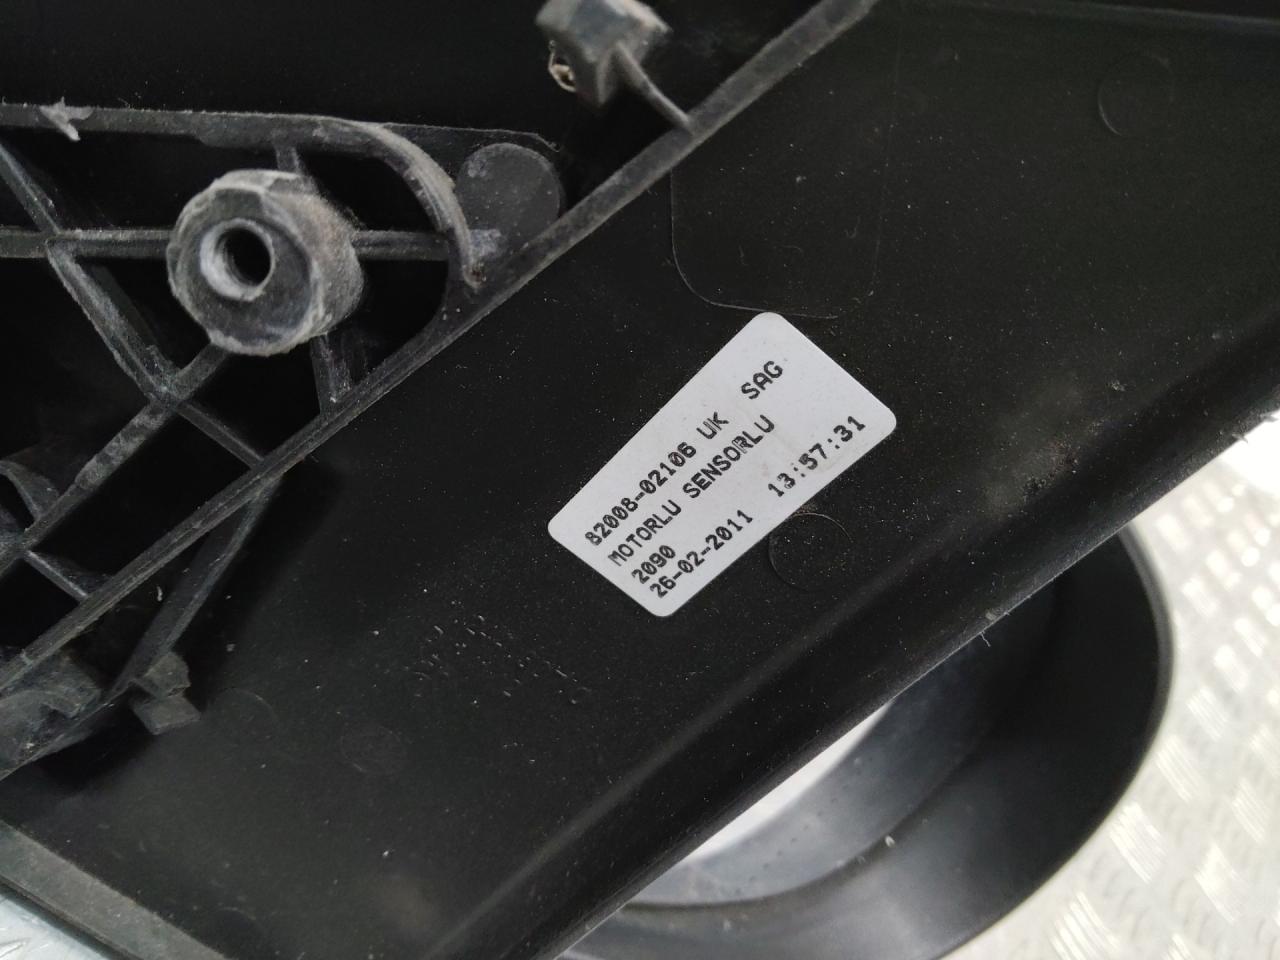 82008-02106 UK SAG
MOTORLU SENSORLU
2090
26-02-2011 13:57:31